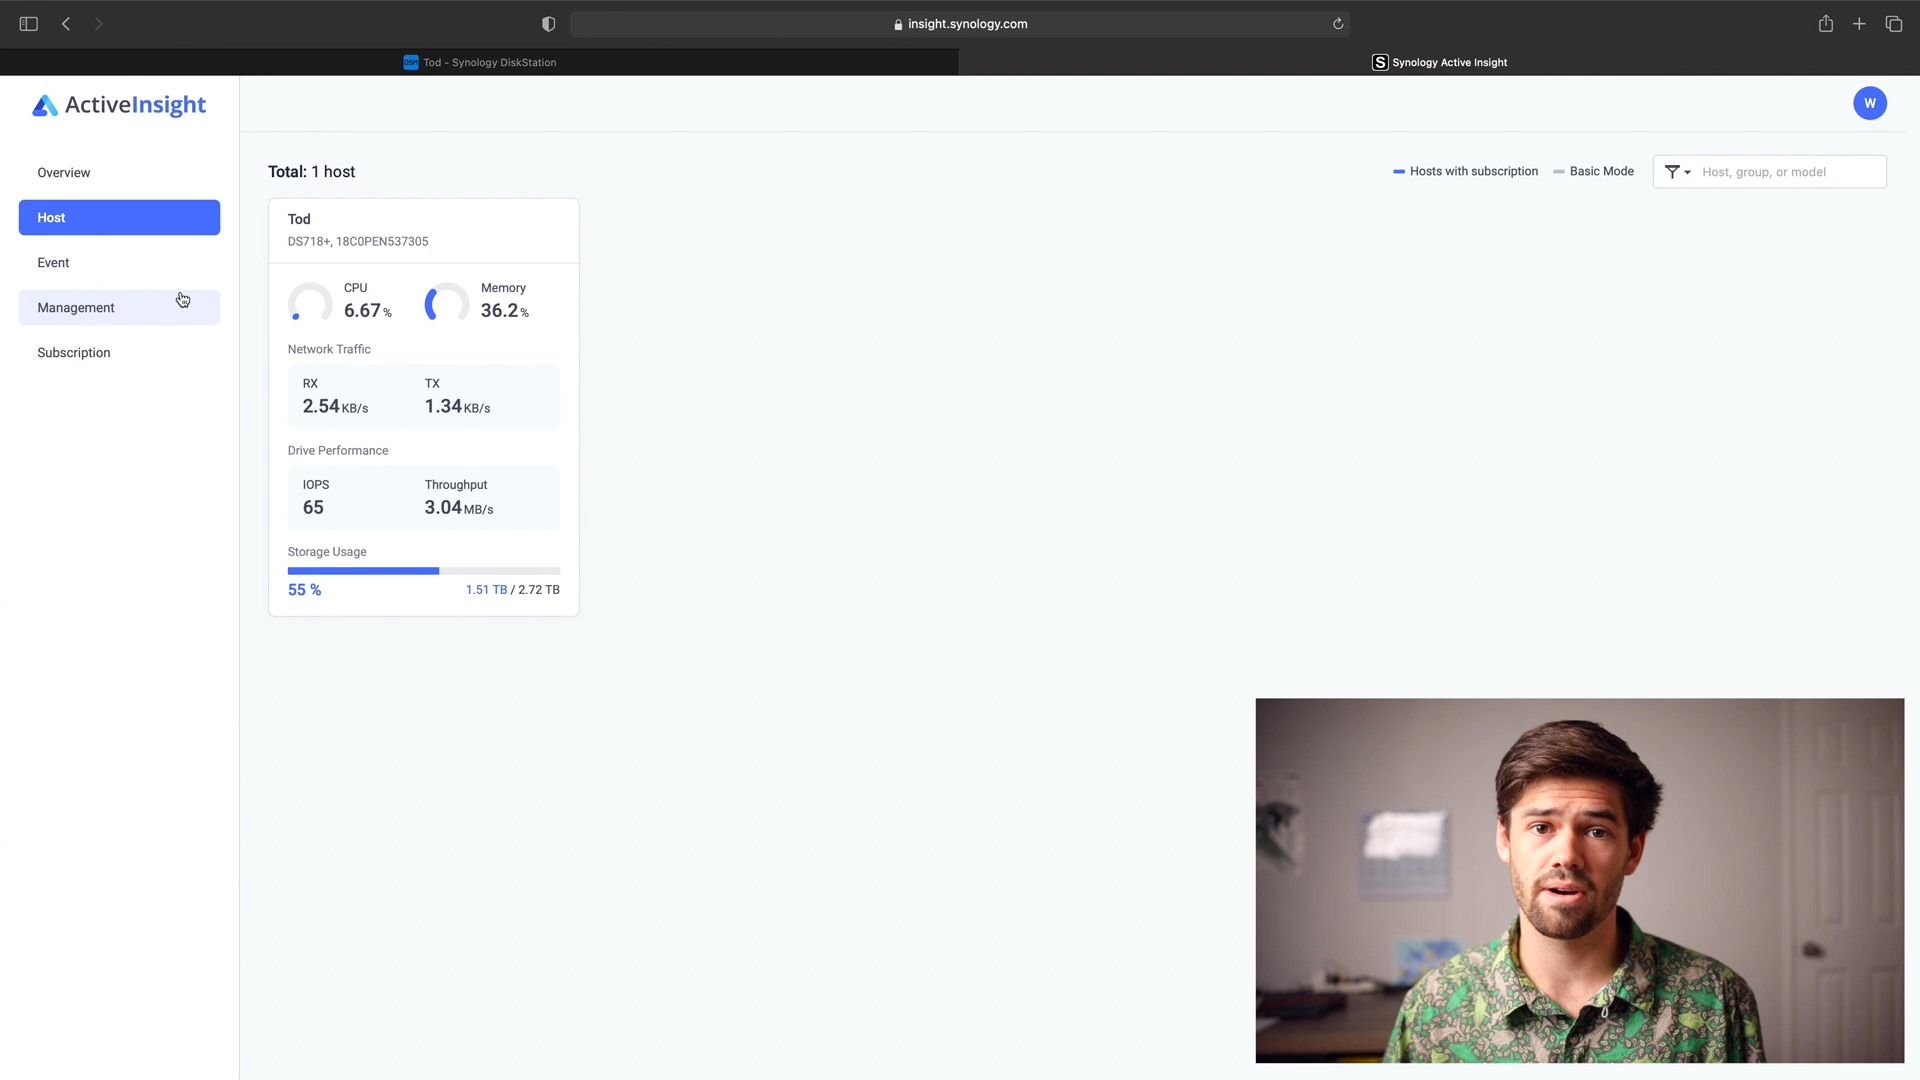 insight.synology.com
DSM Tod - Synology DiskStation
S Synology Active Insight
ActiveInsight
W
Overview
Host
Event
Management
Subscription
Total: 1 host
Hosts with subscription
Basic Mode
Host, group, or model
Tod
DS718+, 18C0PEN537305
CPU
6.67%
Memory
36.2%
Network Traffic
RX
2.54 KB/s
TX
1.34 KB/s
Drive Performance
IOPS
65
Throughput
3.04 MB/s
Storage Usage
55 %
1.51 TB / 2.72 TB